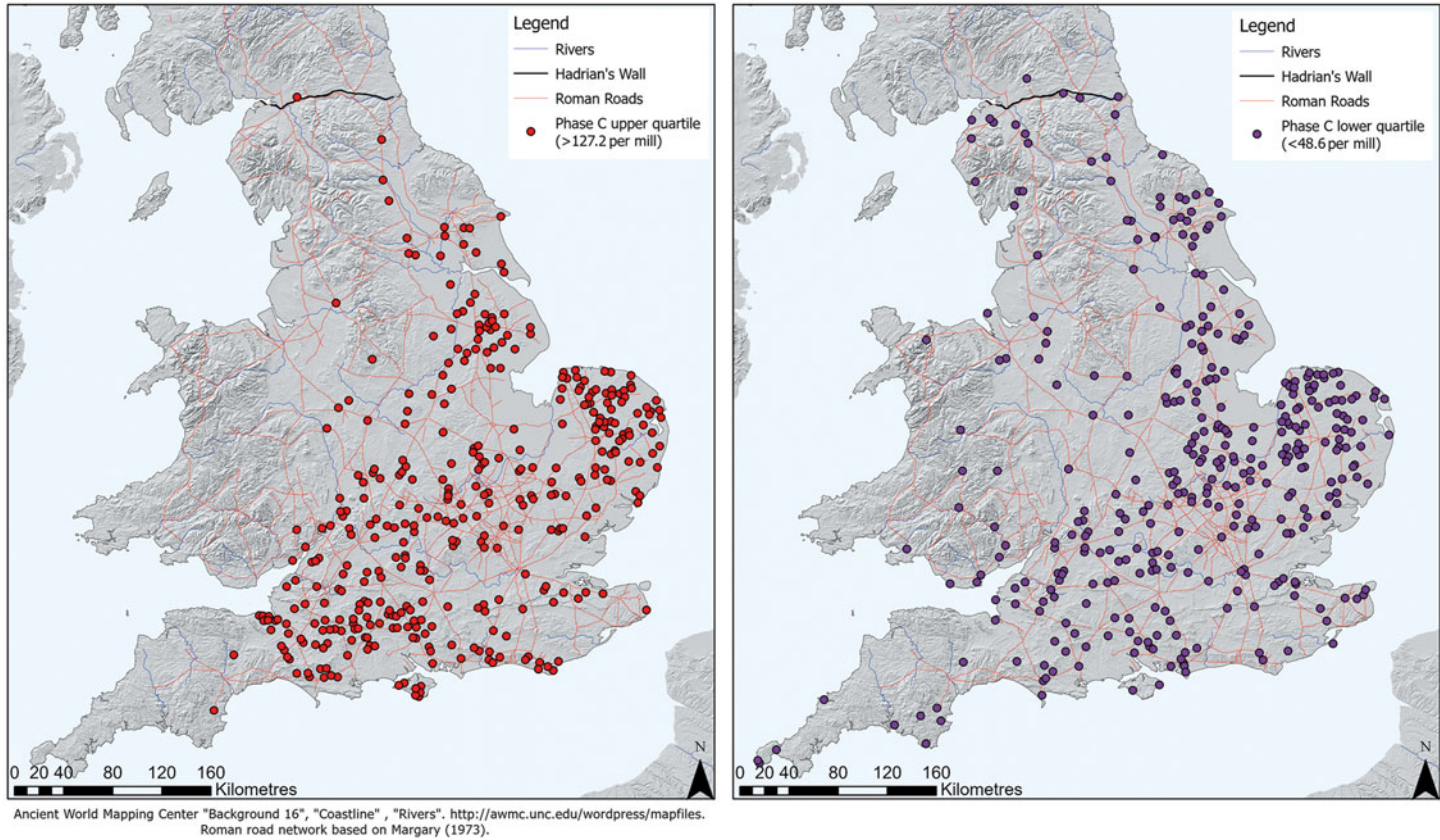 Legend
Rivers
Hadrian's Wall
Roman Roads
Phase C upper quartile
(>127.2 per mill)
N
0 20 40 80 120 160
Kilometres
Legend
Rivers
Hadrian's Wall
Roman Roads
Phase C lower quartile
(<48.6 per mill)
N
0 20 40 80 120 160
Kilometres
Ancient World Mapping Center "Background 16", "Coastline" , "Rivers". http://awmc.unc.edu/wordpress/mapfiles.
Roman road network based on Margary (1973).